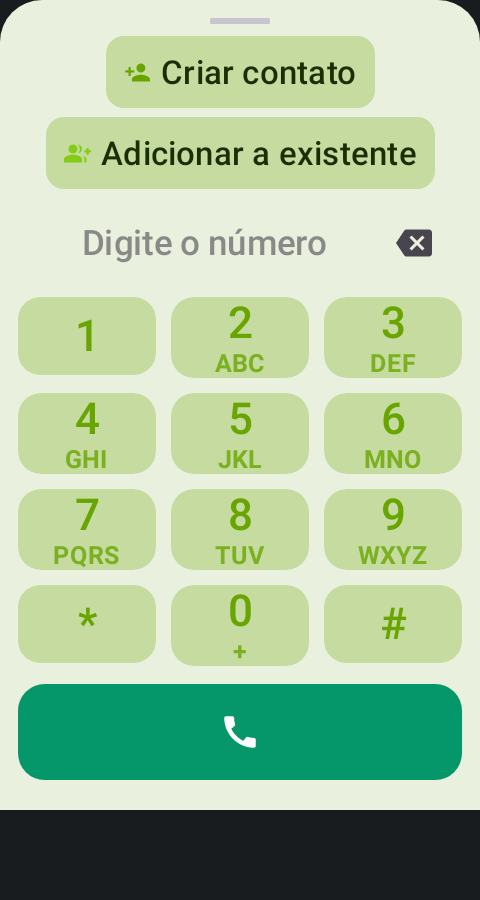 Criar contato
Adicionar a existente
Digite o número
1
2
ABC
3
DEF
4
GHI
5
JKL
6
MNO
7
PQRS
8
TUV
9
WXYZ
*
0
+
#